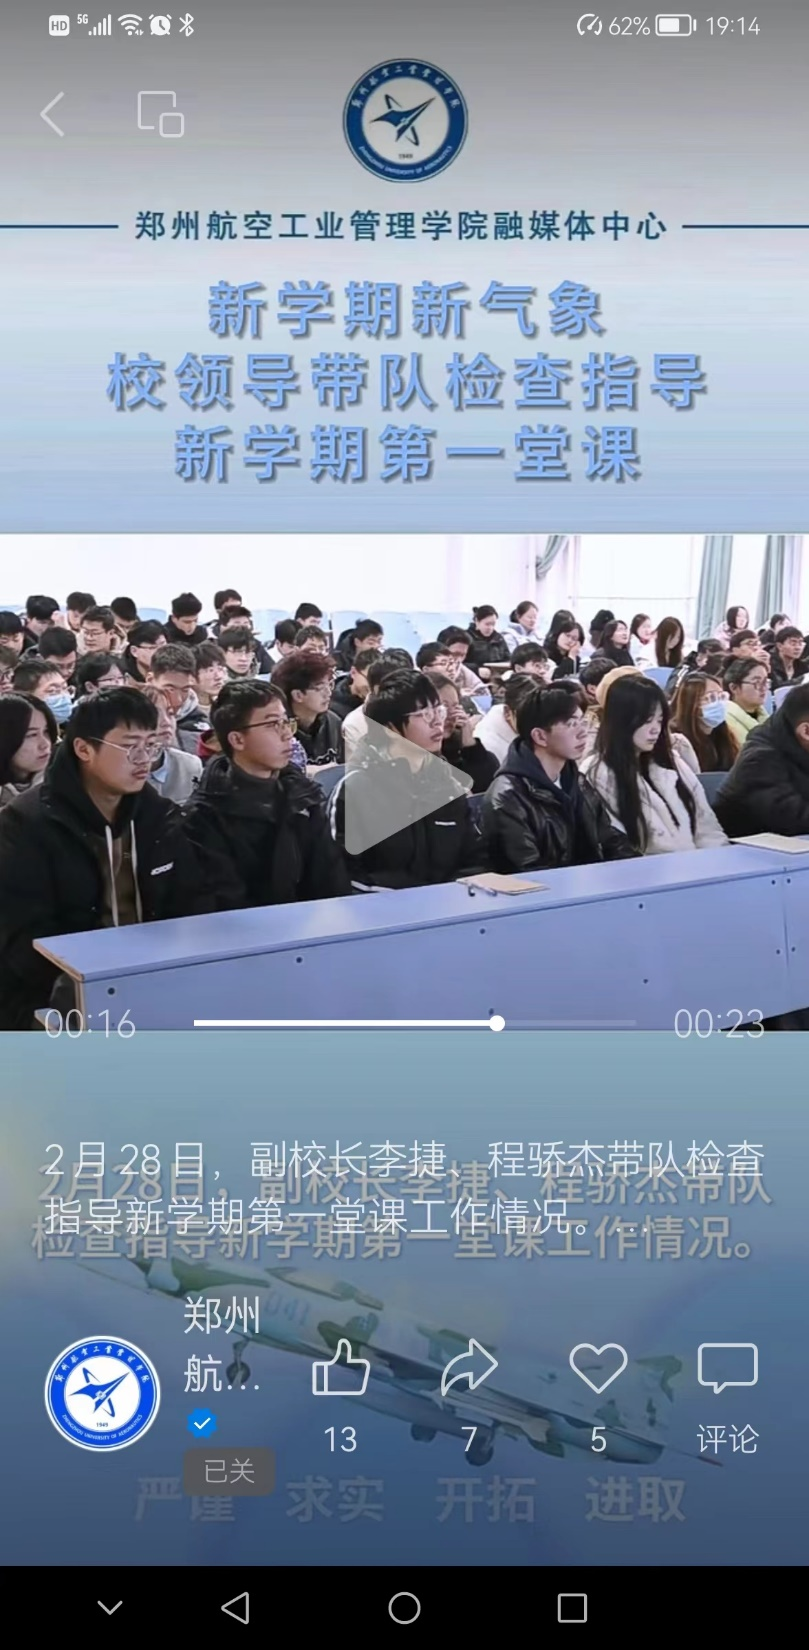 HD 5G 62% 19:14
1949
ZHENGZHOU UNIVERSITY OF AERONAUTICS
郑州航空工业管理学院融媒体中心
新学期新气象
校领导带队检查指导
新学期第一堂课
00:16 00:23
2月28日，副校长李捷、程骄杰带队检查
指导新学期第一堂课工作情况。 ...
2月28日，副校长李捷、程骄杰带队
检查指导新学期第一堂课工作情况。
郑州
航...
已关
13 7 5 评论
严谨 求实 开拓 进取